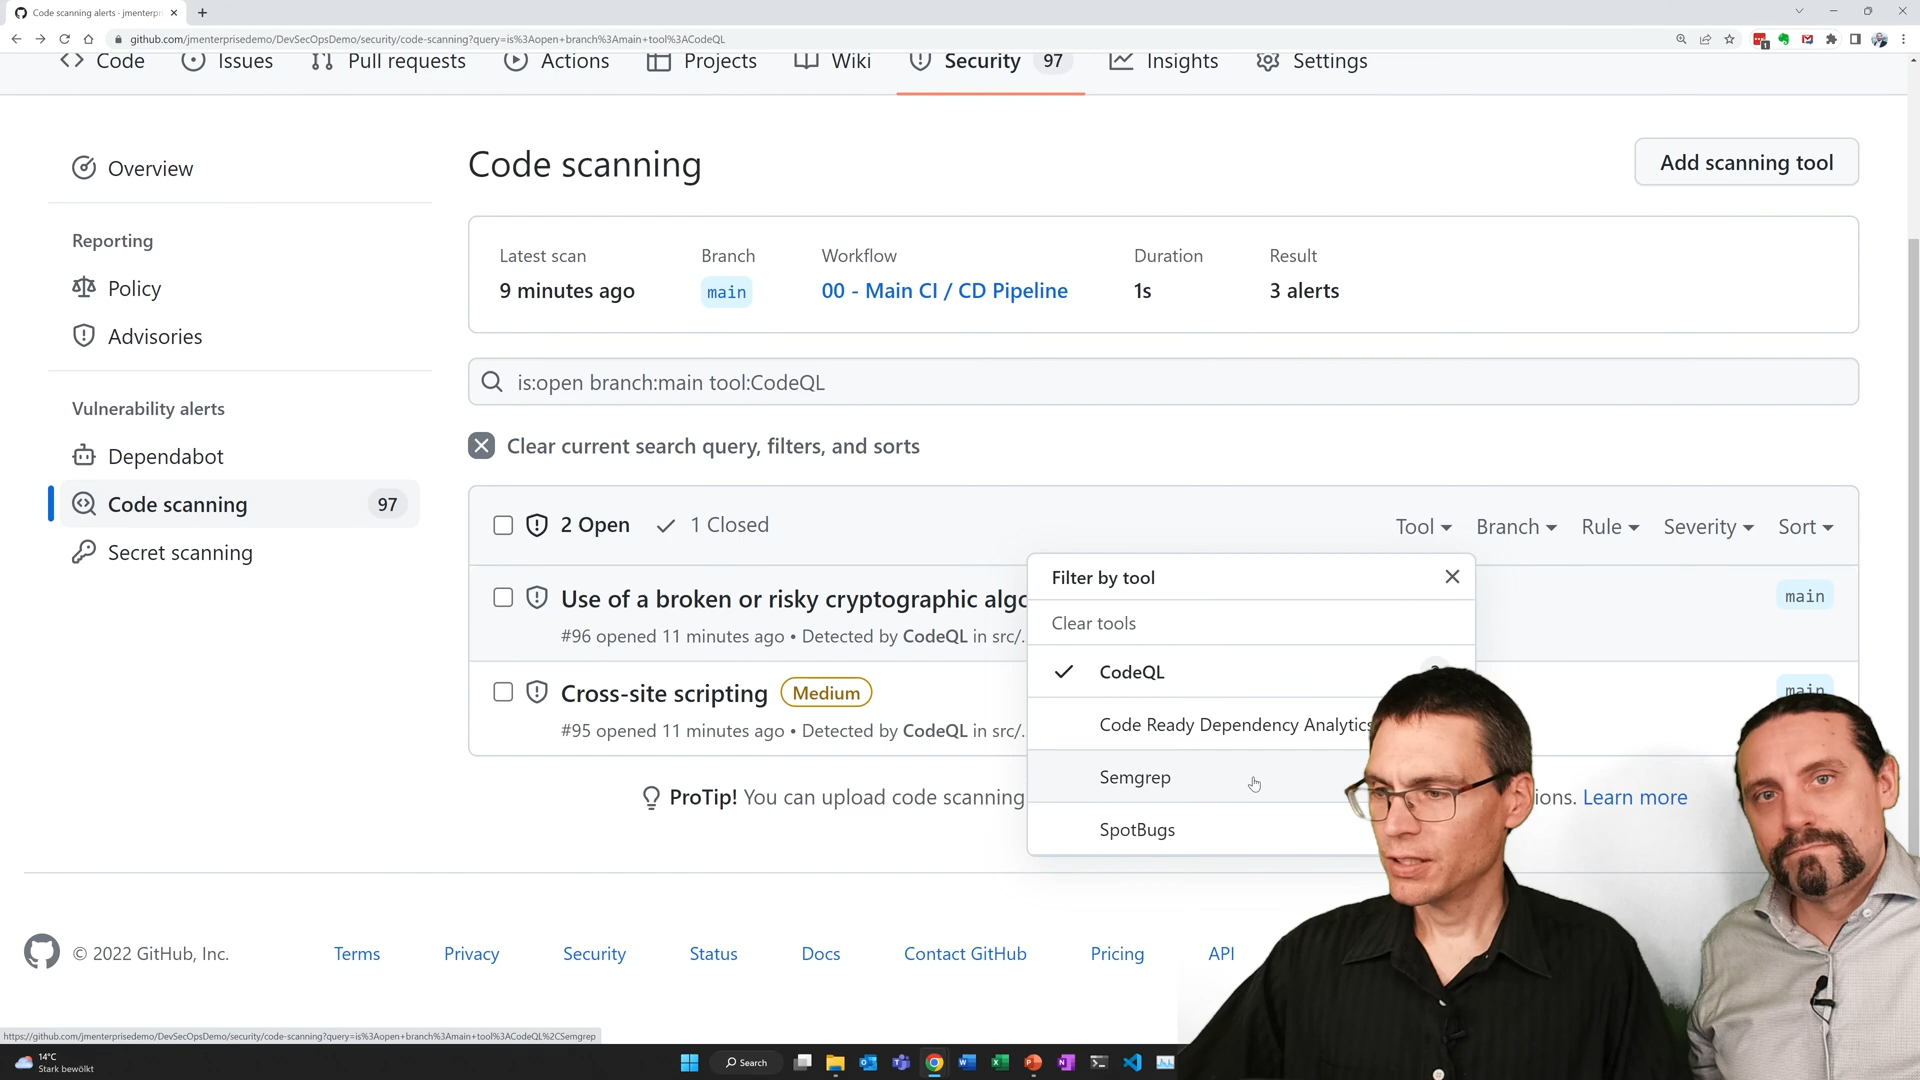 Code scanning alerts - jmenterpri
github.com/jmenterprisedemo/DevSecOpsDemo/security/code-scanning?query=is%3Aopen+branch%3Amain+tool%3ACodeQL
Code Issues Pull requests Actions Projects Wiki Security 97 Insights Settings
Overview
Reporting
Policy
Advisories
Vulnerability alerts
Dependabot
Code scanning 97
Secret scanning
Code scanning
Add scanning tool
Latest scan Branch Workflow Duration Result
9 minutes ago main 00 - Main CI / CD Pipeline 1s 3 alerts
is:open branch:main tool:CodeQL
Clear current search query, filters, and sorts
2 Open 1 Closed Tool Branch Rule Severity Sort
Use of a broken or risky cryptographic algo main
#96 opened 11 minutes ago • Detected by CodeQL in src/.
Cross-site scripting Medium main
#95 opened 11 minutes ago • Detected by CodeQL in src/.
Filter by tool
Clear tools
CodeQL
Code Ready Dependency Analytics
Semgrep
SpotBugs
ProTip! You can upload code scanning ions. Learn more
© 2022 GitHub, Inc. Terms Privacy Security Status Docs Contact GitHub Pricing API
https://github.com/jmenterprisedemo/DevSecOpsDemo/security/code-scanning?query=is%3Aopen+branch%3Amain+tool%3ACodeQL%2CSemgrep
14°C
Stark bewölkt
Search